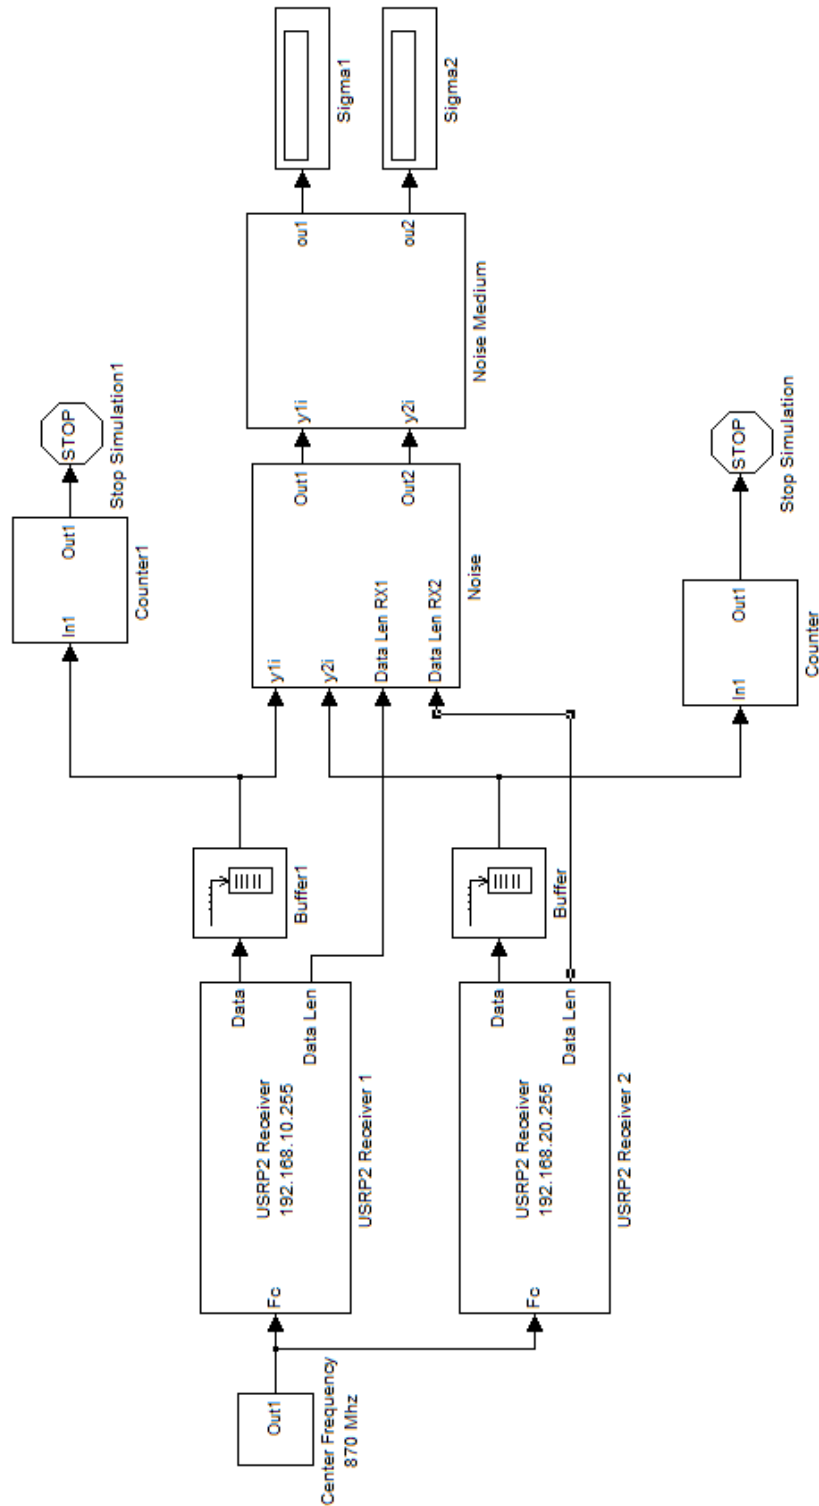 Out1
Center Frequency
870 Mhz
Fc
USRP2 Receiver
192.168.10.255
Data
Data Len
USRP2 Receiver 1
Fc
USRP2 Receiver
192.168.20.255
Data
Data Len
USRP2 Receiver 2
Buffer1
Buffer
In1
Out1
Counter1
STOP
Stop Simulation1
y1i
y2i
Data Len RX1
Data Len RX2
Out1
Out2
Noise
y1i
y2i
ou1
ou2
Noise Medium
Sigma1
Sigma2
In1
Out1
Counter
STOP
Stop Simulation